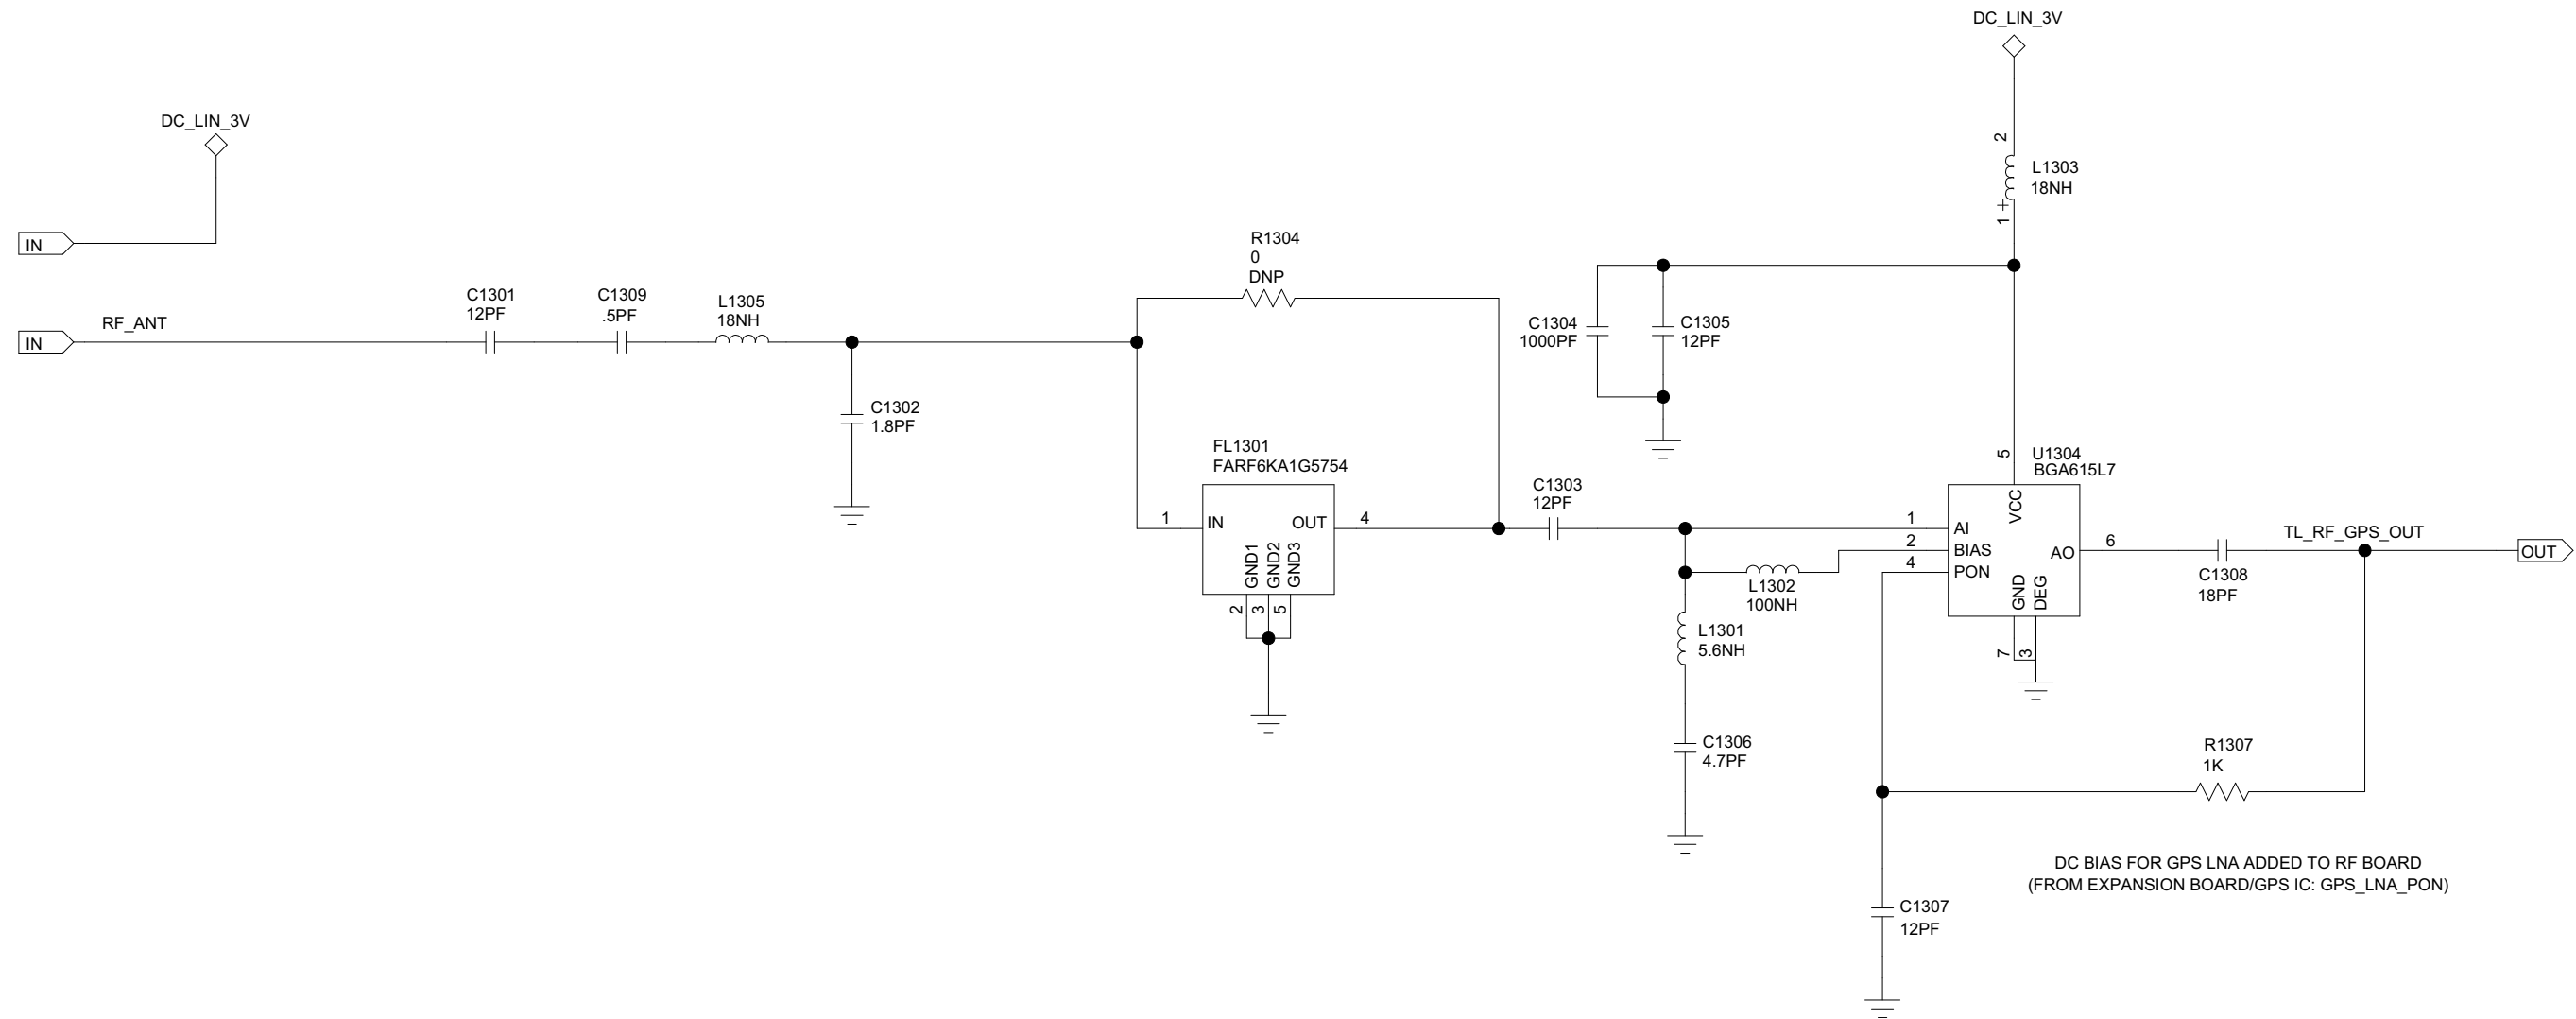 DC_LIN_3V
DC_LIN_3V
2
L1303
18NH
1 +
IN
R1304
0
DNP
C1301
12PF
C1309
.5PF
L1305
18NH
RF_ANT
IN
C1304
1000PF
C1305
12PF
C1302
1.8PF
FL1301
FARF6KA1G5754
1
IN
OUT
4
GND1
GND2
GND3
2
3
5
C1303
12PF
5
U1304
BGA615L7
VCC
1
AI
2
BIAS
4
PON
AO
6
GND
DEG
7
3
TL_RF_GPS_OUT
OUT
C1308
18PF
L1302
100NH
L1301
5.6NH
C1306
4.7PF
R1307
1K
DC BIAS FOR GPS LNA ADDED TO RF BOARD
(FROM EXPANSION BOARD/GPS IC: GPS_LNA_PON)
C1307
12PF